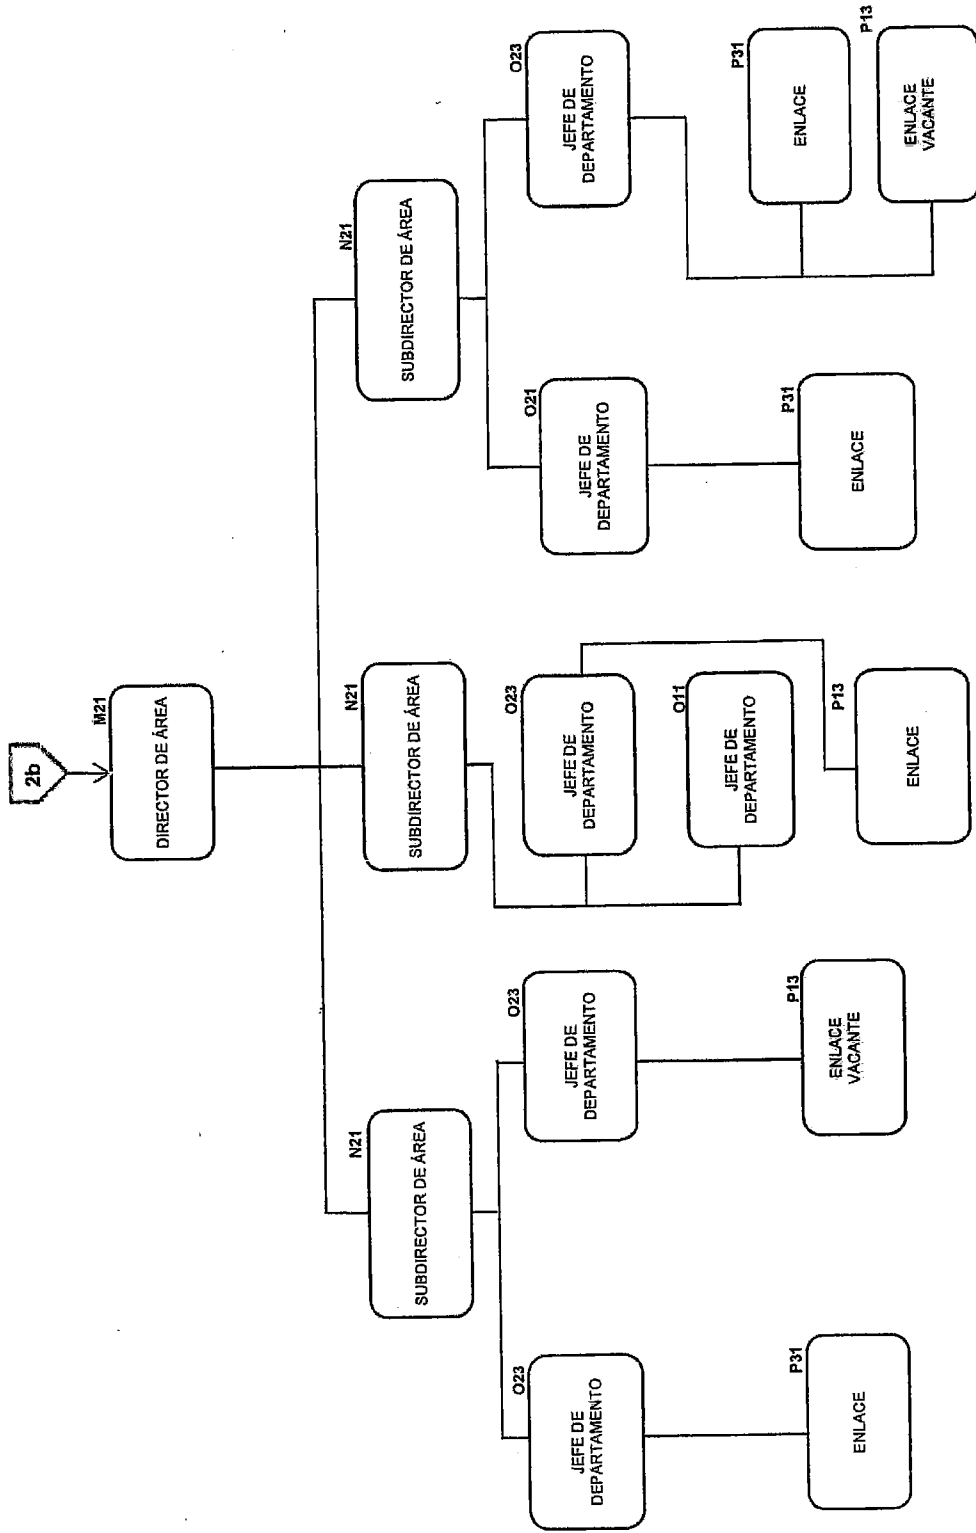 2b
M21
DIRECTOR DE ÁREA
N21
SUBDIRECTOR DE ÁREA
N21
SUBDIRECTOR DE ÁREA
N21
SUBDIRECTOR DE ÁREA
O23
JEFE DE
DEPARTAMENTO
O23
JEFE DE
DEPARTAMENTO
O23
JEFE DE
DEPARTAMENTO
O21
JEFE DE
DEPARTAMENTO
O23
JEFE DE
DEPARTAMENTO
O11
JEFE DE
DEPARTAMENTO
P31
ENLACE
P13
ENLACE
VACANTE
P13
ENLACE
P31
ENLACE
P31
ENLACE
P13
ENLACE
VACANTE